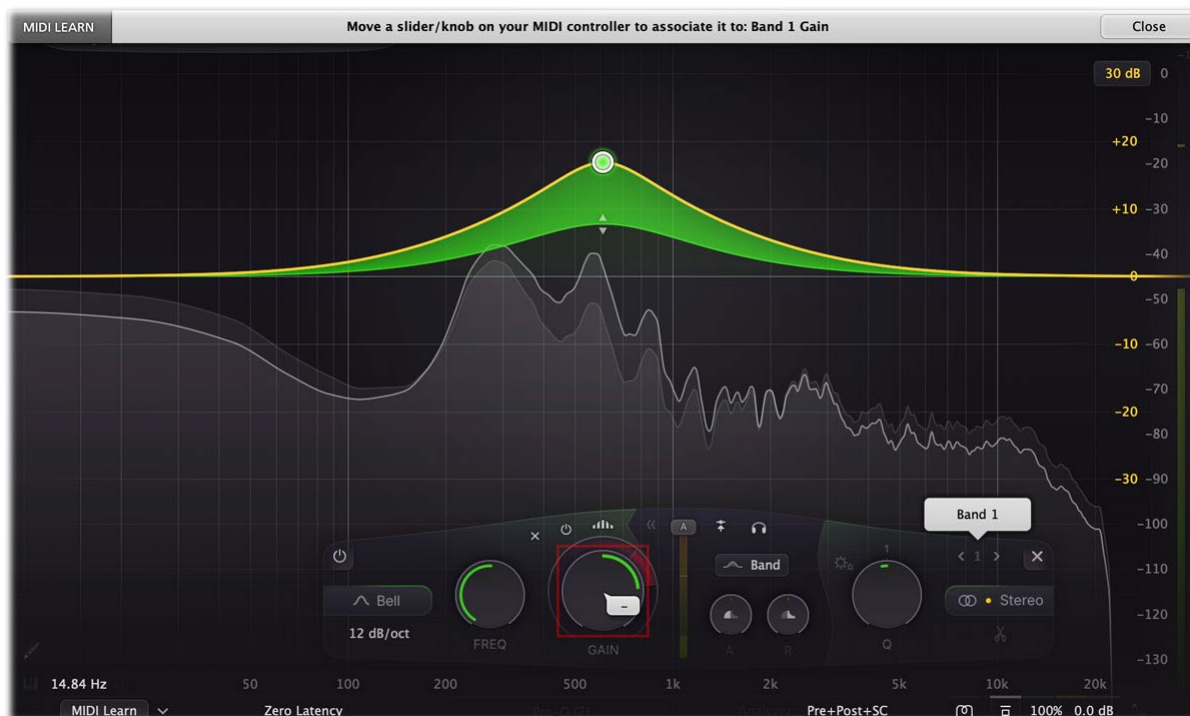 MIDI LEARN Move a slider/knob on your MIDI controller to associate it to: Band 1 Gain Close
30 dB 0
-10
+20
-20
+10 -30
-40
0
-50
-10 -60
-70
-20
-80
-30 -90
Band 1
-100
A
1
< 1 >
-110
Bell
Band
Stereo
-120
12 dB/oct
FREQ
GAIN
A
R
Q
-130
14.84 Hz 50 100 200 500 1k 2k 5k 10k 20k
MIDI Learn Zero Latency Pro-Q (2) Analyzer: Pre+Post+SC 100% 0.0 dB